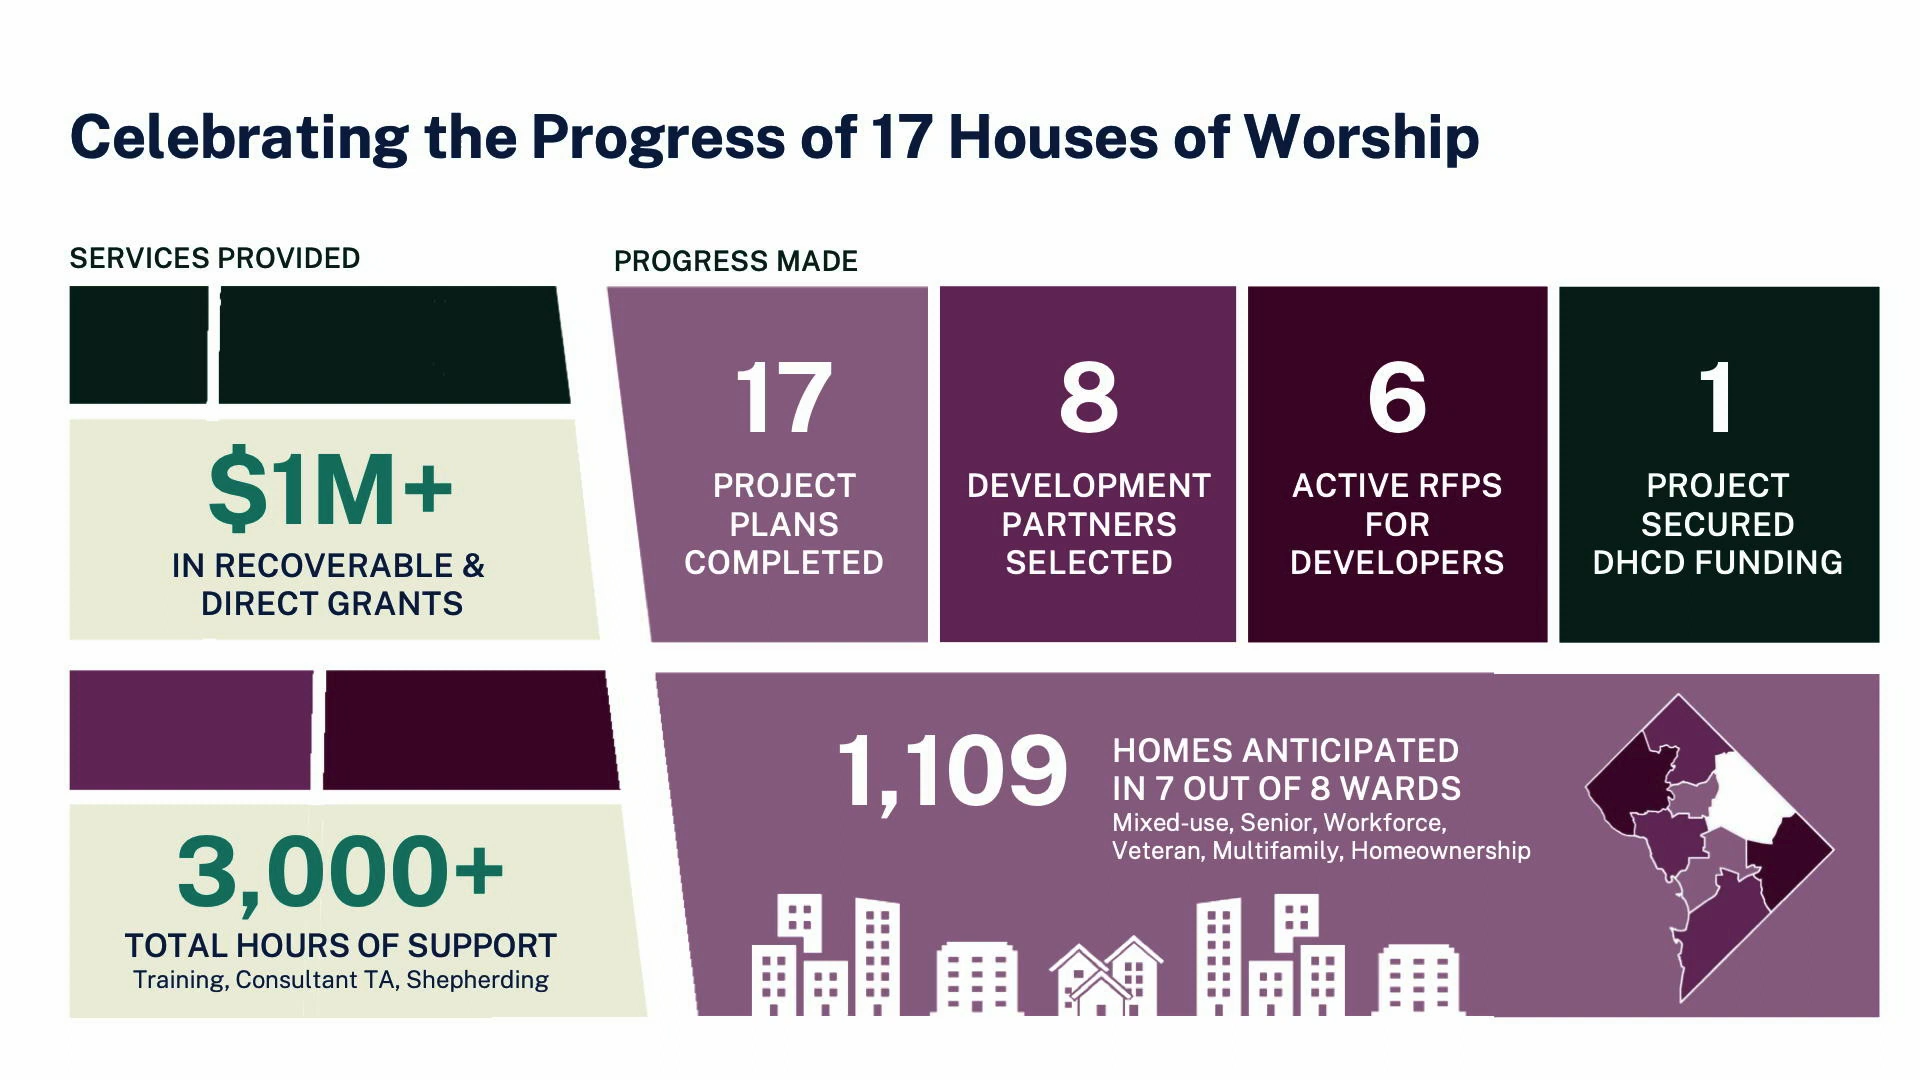 Celebrating the Progress of 17 Houses of Worship
SERVICES PROVIDED
$1M+
IN RECOVERABLE &
DIRECT GRANTS
3,000+
TOTAL HOURS OF SUPPORT
Training, Consultant TA, Shepherding
PROGRESS MADE
17
PROJECT
PLANS
COMPLETED
8
DEVELOPMENT
PARTNERS
SELECTED
6
ACTIVE RFPS
FOR
DEVELOPERS
1
PROJECT
SECURED
DHCD FUNDING
1,109
HOMES ANTICIPATED
IN 7 OUT OF 8 WARDS
Mixed-use, Senior, Workforce,
Veteran, Multifamily, Homeownership